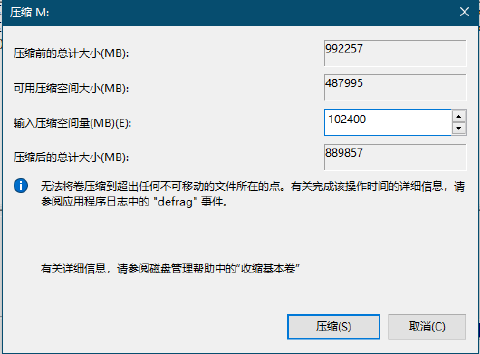 压缩 M:
压缩前的总计大小(MB):
992257
可用压缩空间大小(MB):
487995
输入压缩空间量(MB)(E):
102400
压缩后的总计大小(MB):
889857
无法将卷压缩到超出任何不可移动的文件所在的点。有关完成该操作时间的详细信息，请
参阅应用程序日志中的 "defrag" 事件。
有关详细信息，请参阅磁盘管理帮助中的“收缩基本卷”
压缩(S)
取消(C)